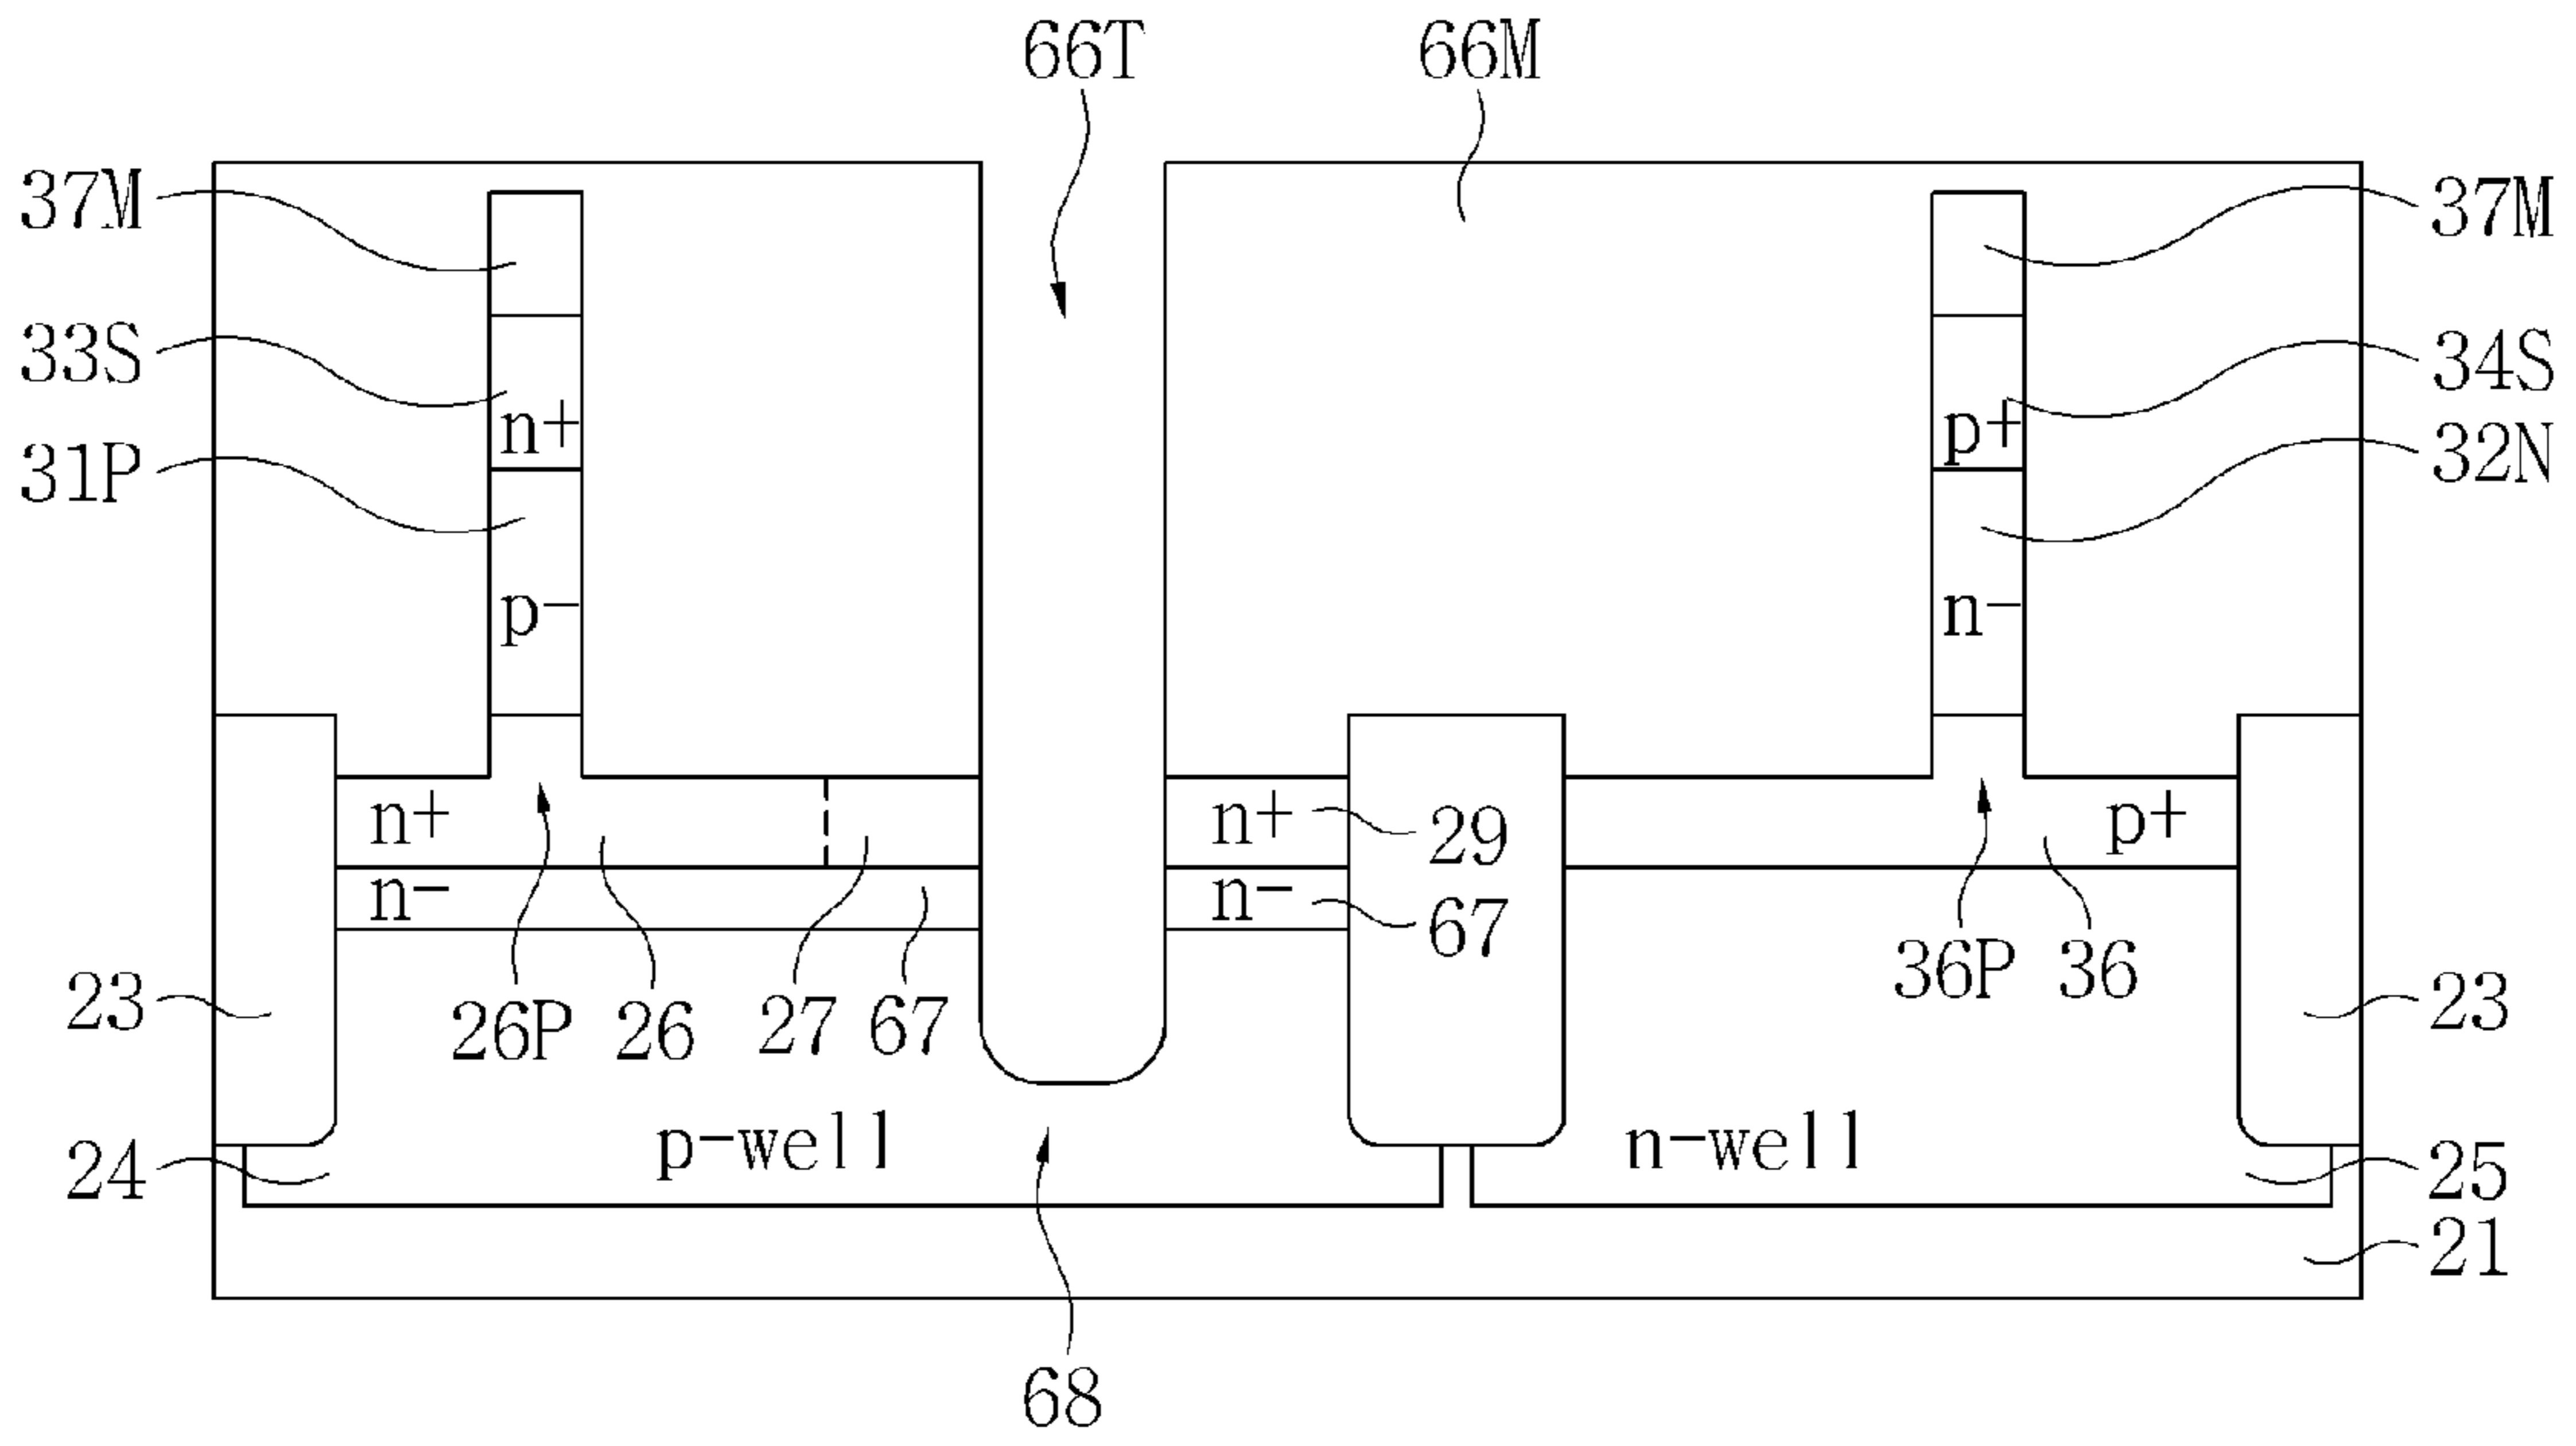 66T 66M
37M 37M
33S 34S
n+ p+
31P 32N
p- n-
n+ n+ 29 p+
n- n- 67
23 26P 26 27 67 36P 36 23
24 p-well n-well 25
21
68